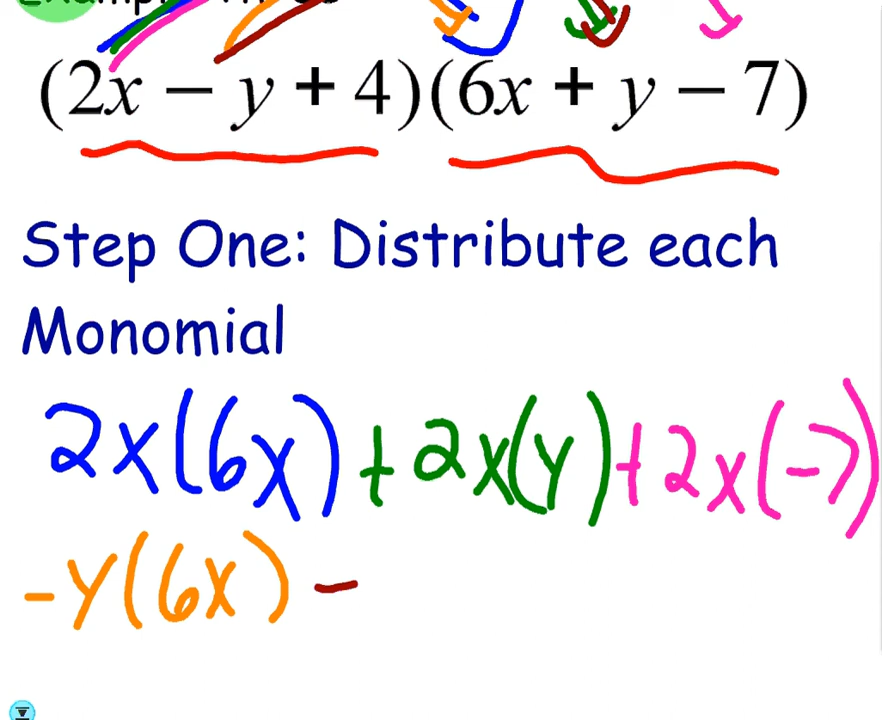 (2x − y + 4)(6x + y − 7)
Step One: Distribute each
Monomial
2x(6x) + 2x(y) + 2x(-7)
-y(6x) -